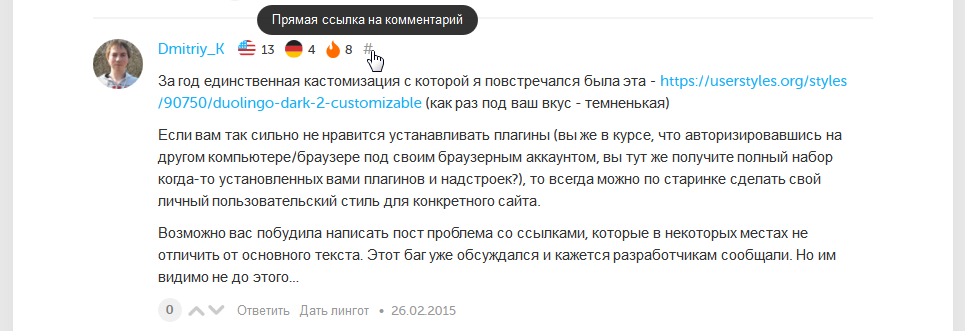 Прямая ссылка на комментарий
Dmitriy_K 13 4 8 #
За год единственная кастомизация с которой я повстречался была эта - https://userstyles.org/styles
/90750/duolingo-dark-2-customizable (как раз под ваш вкус - темненькая)
Если вам так сильно не нравится устанавливать плагины (вы же в курсе, что авторизировавшись на
другом компьютере/браузере под своим браузерным аккаунтом, вы тут же получите полный набор
когда-то установленных вами плагинов и надстроек?), то всегда можно по старинке сделать свой
личный пользовательский стиль для конкретного сайта.
Возможно вас побудила написать пост проблема со ссылками, которые в некоторых местах не
отличить от основного текста. Этот баг уже обсуждался и кажется разработчикам сообщали. Но им
видимо не до этого...
0 Ответить Дать лингот • 26.02.2015